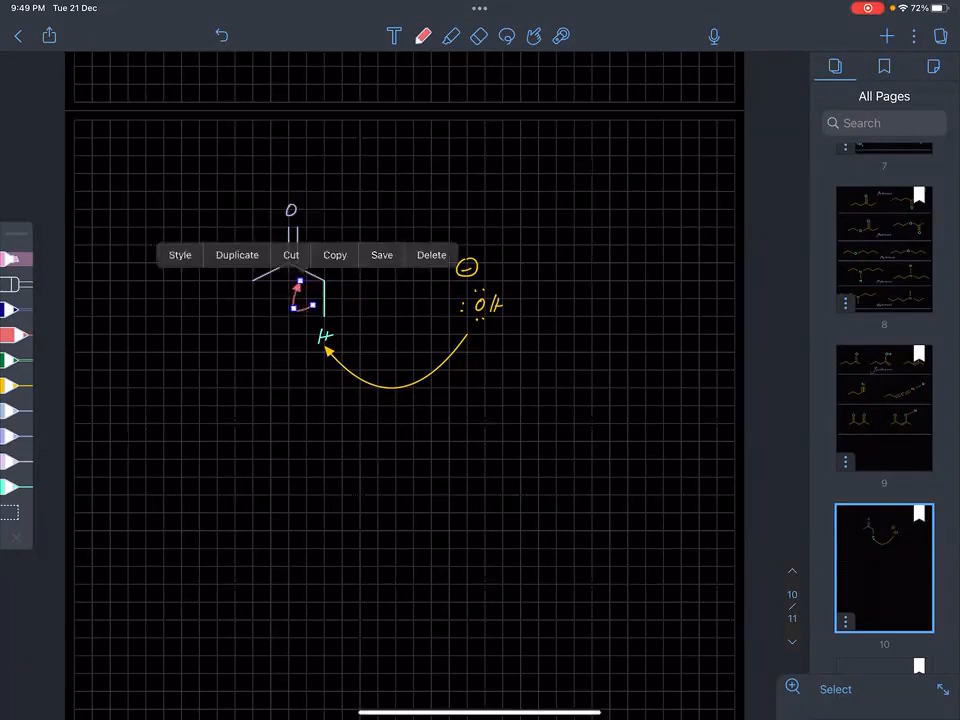 9:49 PM Tue 21 Dec
72%
T
All Pages
Search
7
8
9
10
O
Style Duplicate Cut Copy Save Delete
−
:OH
H
10
/
11
Select